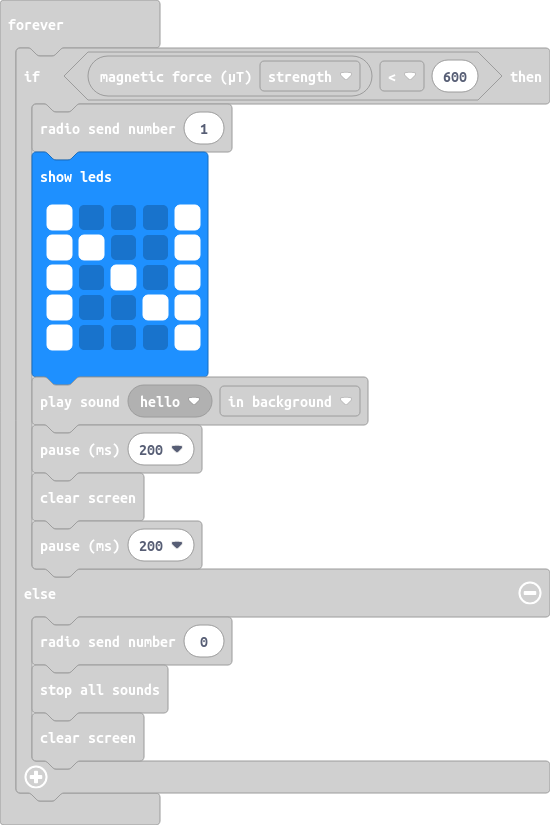 forever
if magnetic force (µT) strength < 600 then
radio send number 1
show leds
play sound hello in background
pause (ms) 200
clear screen
pause (ms) 200
else
radio send number 0
stop all sounds
clear screen